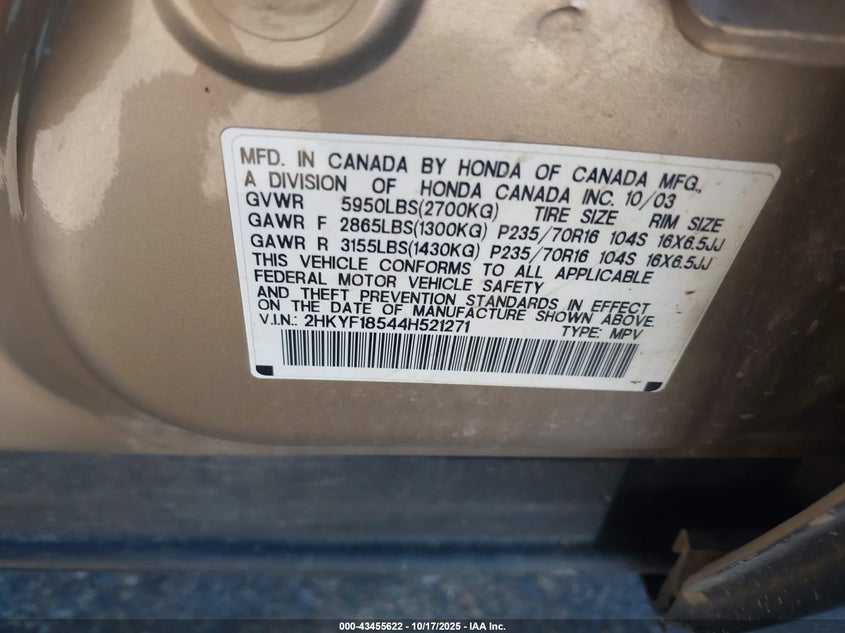 MFD. IN CANADA BY HONDA OF CANADA MFG.,
A DIVISION OF HONDA CANADA INC. 10/03
GVWR 5950LBS(2700KG) TIRE SIZE RIM SIZE
GAWR F 2865LBS(1300KG) P235/70R16 104S 16X6.5JJ
GAWR R 3155LBS(1430KG) P235/70R16 104S 16X6.5JJ
THIS VEHICLE CONFORMS TO ALL APPLICABLE
FEDERAL MOTOR VEHICLE SAFETY
AND THEFT PREVENTION STANDARDS IN EFFECT
ON THE DATE OF MANUFACTURE SHOWN ABOVE.
V.I.N.: 2HKYF18544H521271 TYPE: MPV
000-43455622 - 10/17/2025 - IAA Inc.